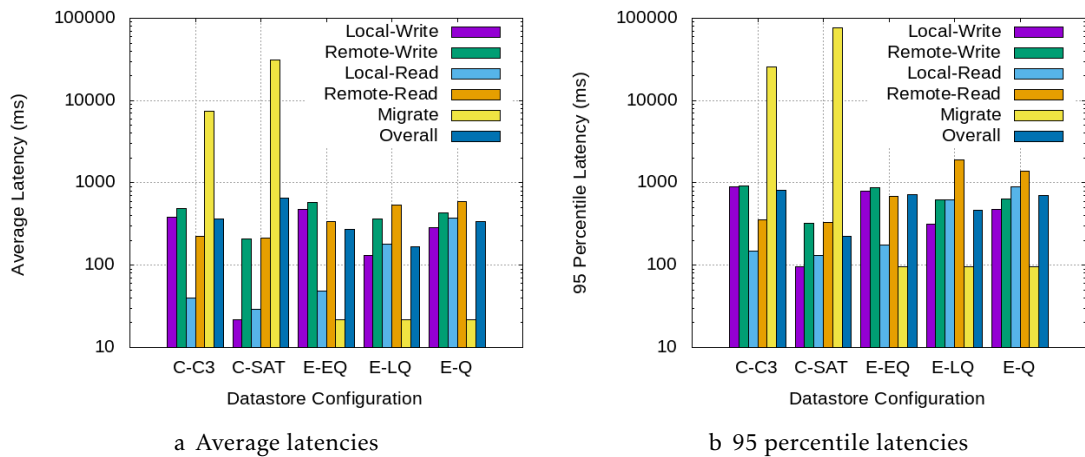 100000
10000
1000
100
10
Average Latency (ms)
Local-Write
Remote-Write
Local-Read
Remote-Read
Migrate
Overall
C-C3 C-SAT E-EQ E-LQ E-Q
Datastore Configuration
a Average latencies
100000
10000
1000
100
10
95 Percentile Latency (ms)
Local-Write
Remote-Write
Local-Read
Remote-Read
Migrate
Overall
C-C3 C-SAT E-EQ E-LQ E-Q
Datastore Configuration
b 95 percentile latencies